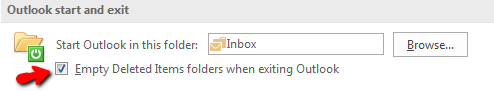 Outlook start and exit
Start Outlook in this folder: Inbox Browse...
Empty Deleted Items folders when exiting Outlook